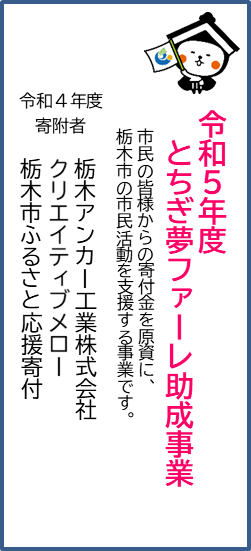 令和５年度
とちぎ夢ファーレ助成事業
市民の皆様からの寄付金を原資に、
栃木市の市民活動を支援する事業です。
令和４年度
寄附者
栃木アンカー工業株式会社
クリエイティブメロー
栃木市ふるさと応援寄付